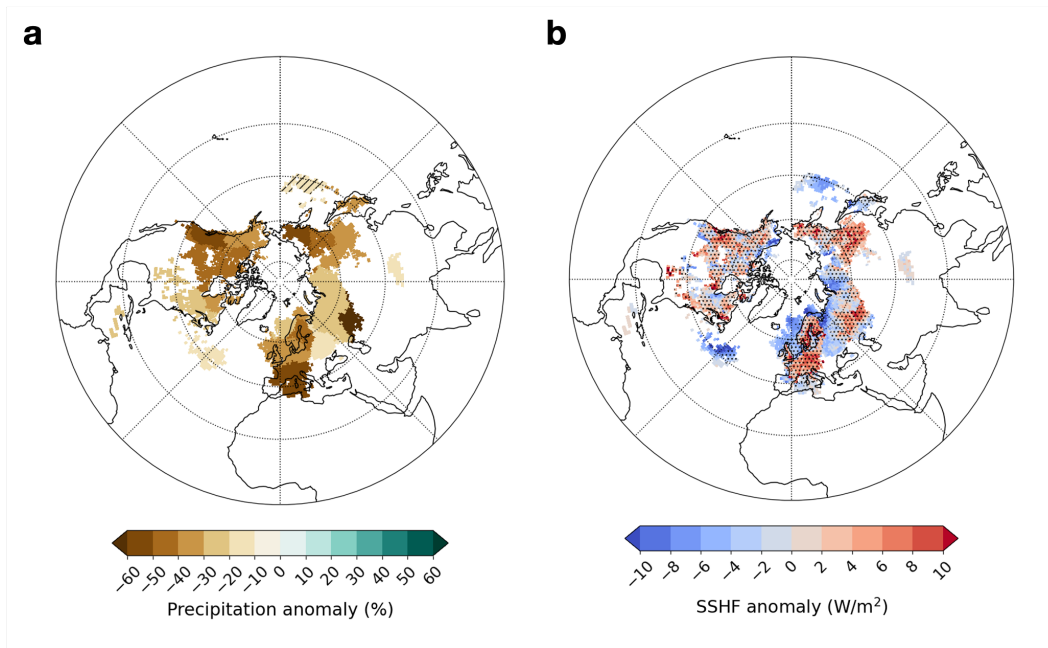 a
b
−60 −50 −40 −30 −20 −10 0 10 20 30 40 50 60
Precipitation anomaly (%)
−10 −8 −6 −4 −2 0 2 4 6 8 10
SSHF anomaly (W/m²)